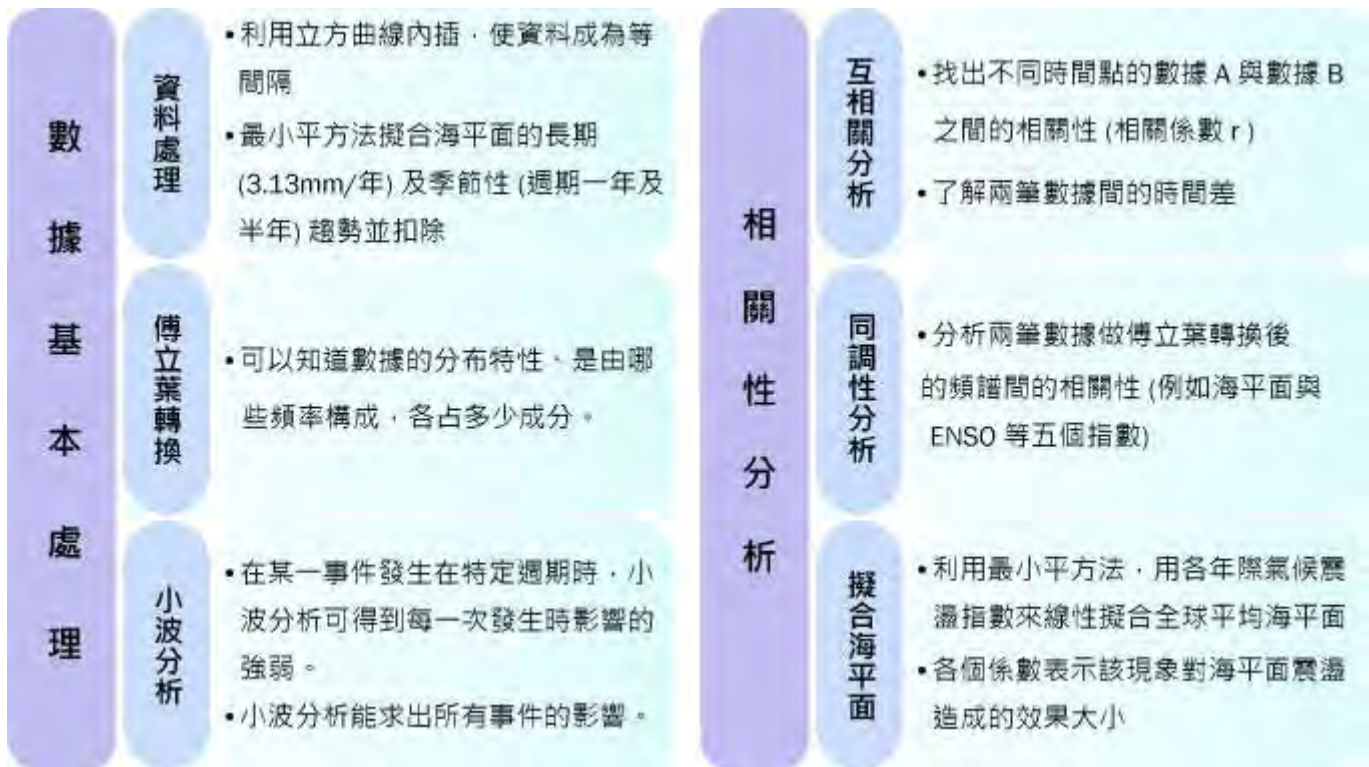 數據基本處理
資料處理
•利用立方曲線內插，使資料成為等
間隔
•最小平方法擬合海平面的長期
(3.13mm/年) 及季節性 (週期一年及
半年) 趨勢並扣除
傅立葉轉換
•可以知道數據的分布特性、是由哪
些頻率構成，各占多少成分。
小波分析
•在某一事件發生在特定週期時，小
波分析可得到每一次發生時影響的
強弱。
•小波分析能求出所有事件的影響。
相關性分析
互相關分析
•找出不同時間點的數據 A 與數據 B
之間的相關性 (相關係數 r )
•了解兩筆數據間的時間差
同調性分析
•分析兩筆數據做傅立葉轉換後
的頻譜間的相關性 (例如海平面與
ENSO 等五個指數)
擬合海平面
•利用最小平方法，用各年際氣候震
盪指數來線性擬合全球平均海平面
•各個係數表示該現象對海平面震盪
造成的效果大小